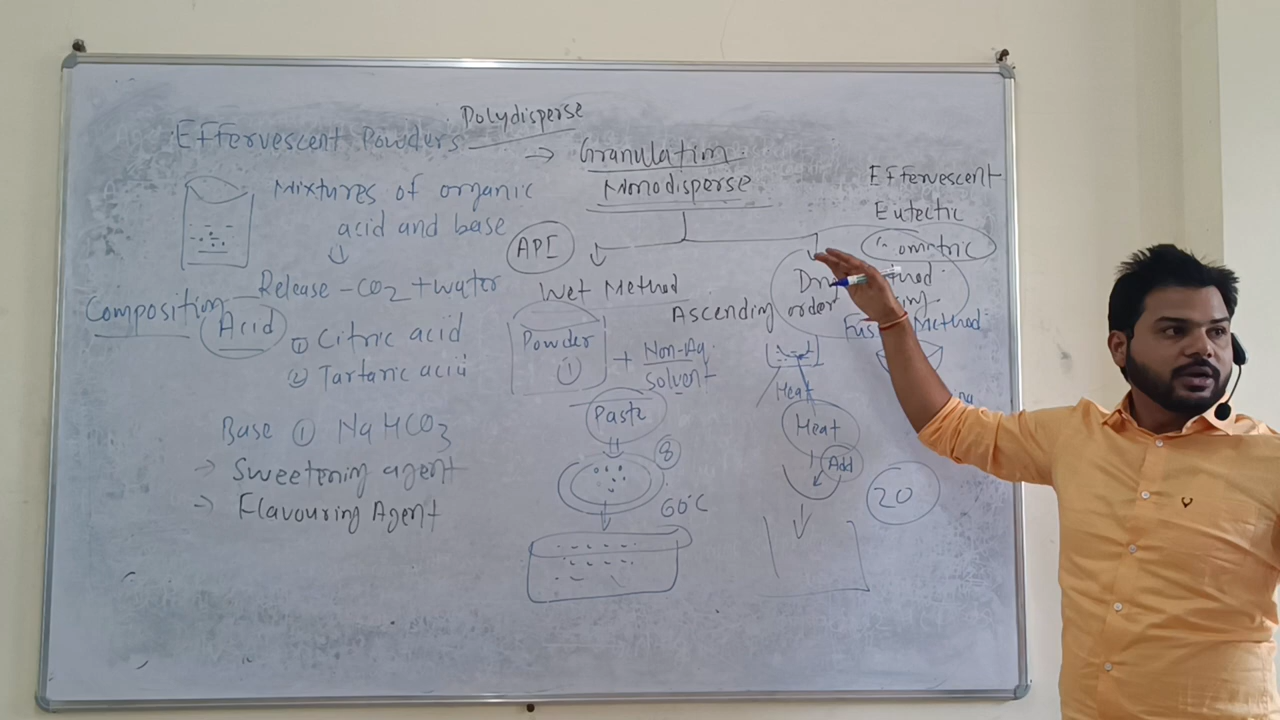 Polydisperse
Effervescent Powders
→ Granulation
Monodisperse
Mixtures of organic
acid and base
↓
Release - CO2 + water
Composition -
Acid
① Citric acid
② Tartaric acid
Base ① NaHCO3
→ Sweetening agent
→ Flavouring Agent
API
Wet Method
Powder
①
+ Non-Aq.
Solvent
Paste
8
60°C
Effervescent
Eutectic
Ascending order
Method
Heat
Heat
Add
20